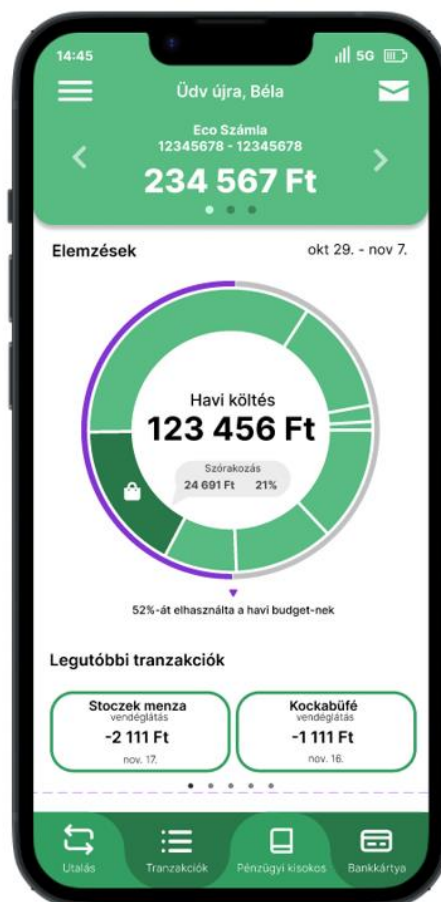 14:45
5G
Üdv újra, Béla
Eco Számla
12345678 - 12345678
234 567 Ft
Elemzések
okt 29. - nov 7.
Havi költés
123 456 Ft
Szórakozás
24 691 Ft 21%
52%-át elhasználta a havi budget-nek
Legutóbbi tranzakciók
Stoczek menza
vendéglátás
-2 111 Ft
nov. 17.
Kockabüfé
vendéglátás
-1 111 Ft
nov. 16.
Utalás
Tranzakciók
Pénzügyi kisokos
Bankkártya